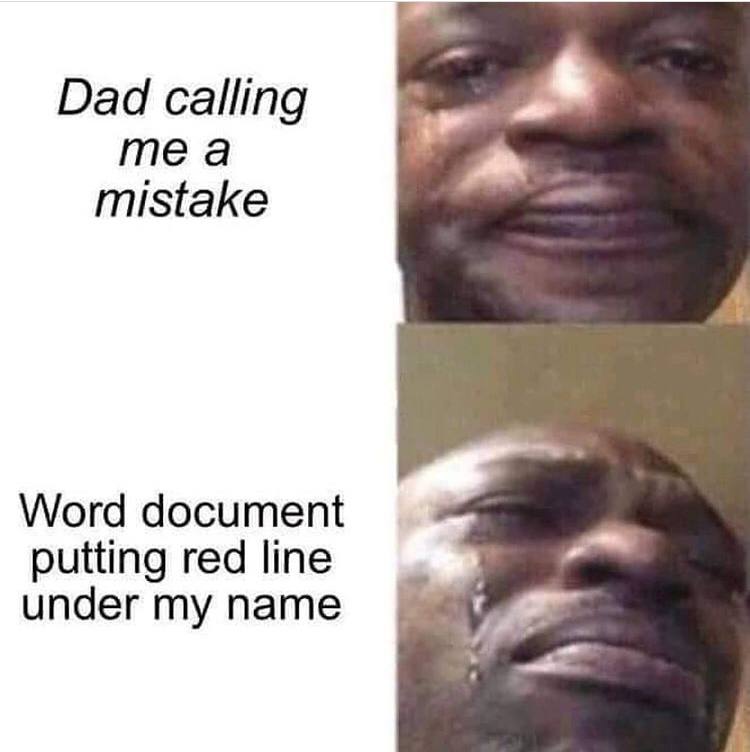 Dad calling
me a
mistake
Word document
putting red line
under my name